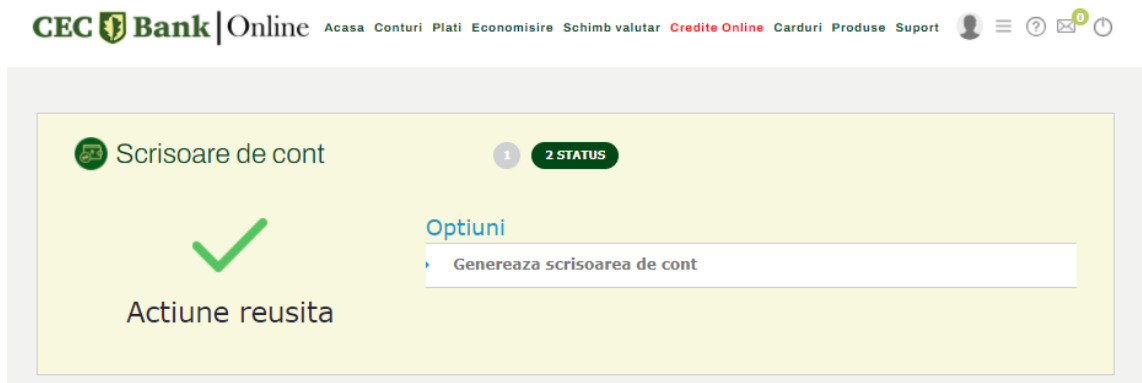 CEC Bank Online Acasa Conturi Plati Economisire Schimb valutar Credite Online Carduri Produse Suport ? 0
Scrisoare de cont 1 2 STATUS
Optiuni
Genereaza scrisoarea de cont
Actiune reusita